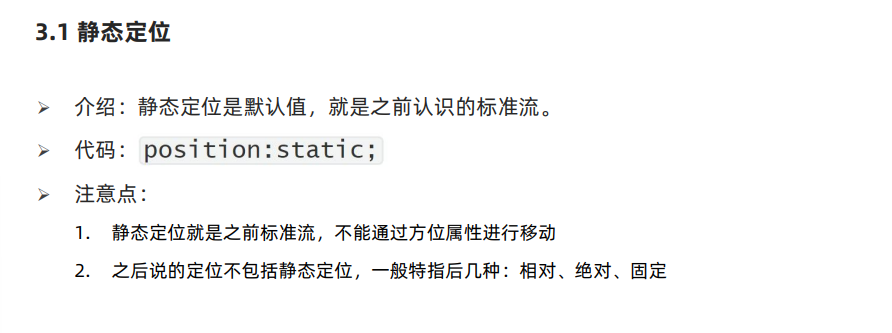 3.1 静态定位
➢ 介绍：静态定位是默认值，就是之前认识的标准流。
➢ 代码：position:static;
➢ 注意点：
1. 静态定位就是之前标准流，不能通过方位属性进行移动
2. 之后说的定位不包括静态定位，一般特指后几种：相对、绝对、固定